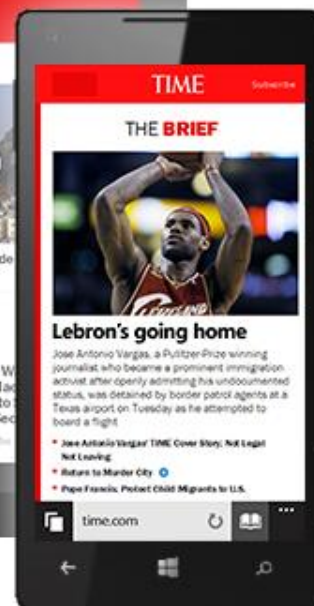 TIME
Subscribe
THE BRIEF
CAVALIERS
Lebron's going home
Jose Antonio Vargas, a Pulitzer-Prize winning
journalist who became a prominent immigration
activist after openly admitting his undocumented
status, was detained by border patrol agents at a
Texas airport on Tuesday as he attempted to
board a flight
Jose Antonio Vargas' TIME Cover Story: Not Legal
Not Leaving
Return to Murder City
Pope Francis: Protect Child Migrants to U.S.
time.com